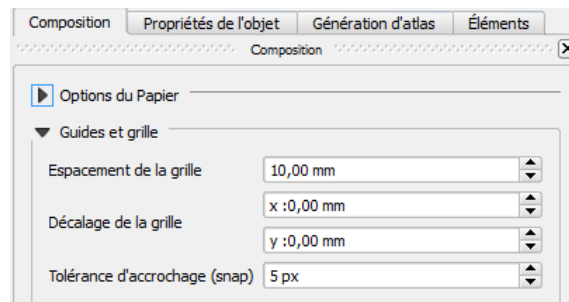 Composition Propriétés de l'objet Génération d'atlas Éléments
Composition
Options du Papier
Guides et grille
Espacement de la grille 10,00 mm
Décalage de la grille x :0,00 mm
y :0,00 mm
Tolérance d'accrochage (snap) 5 px